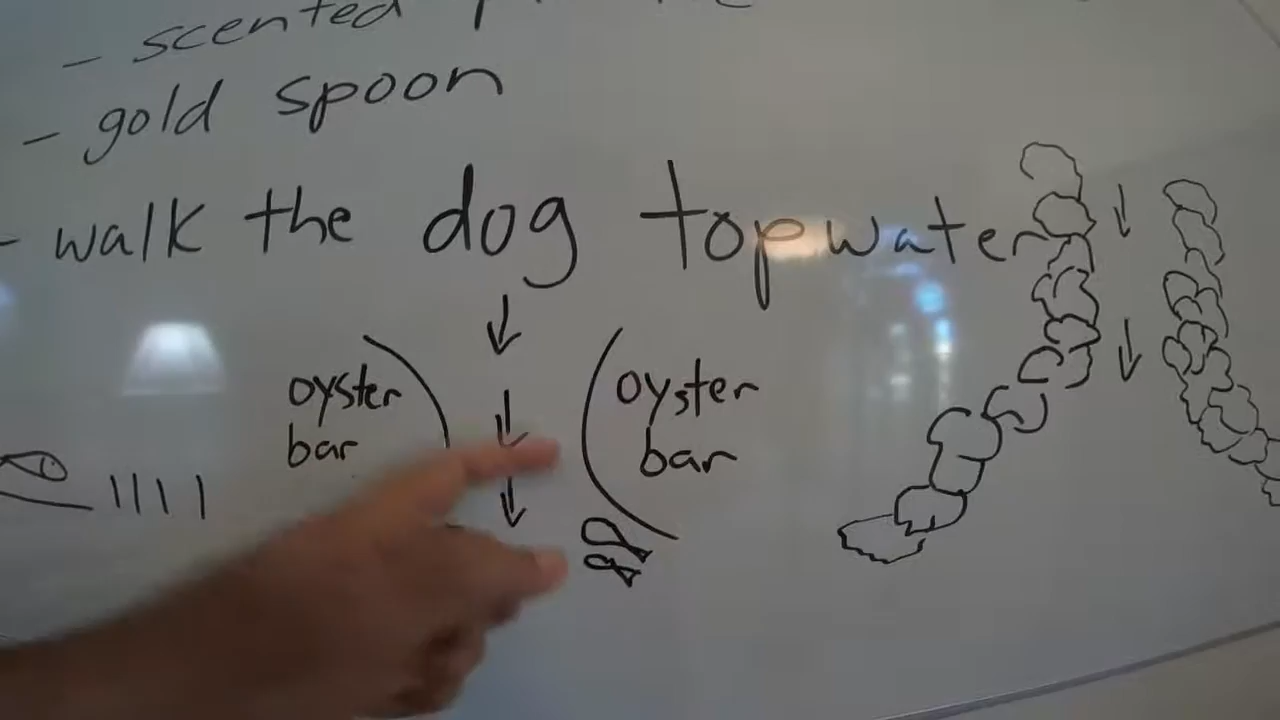 - scented
- gold spoon
- walk the dog topwater
oyster bar
oyster bar